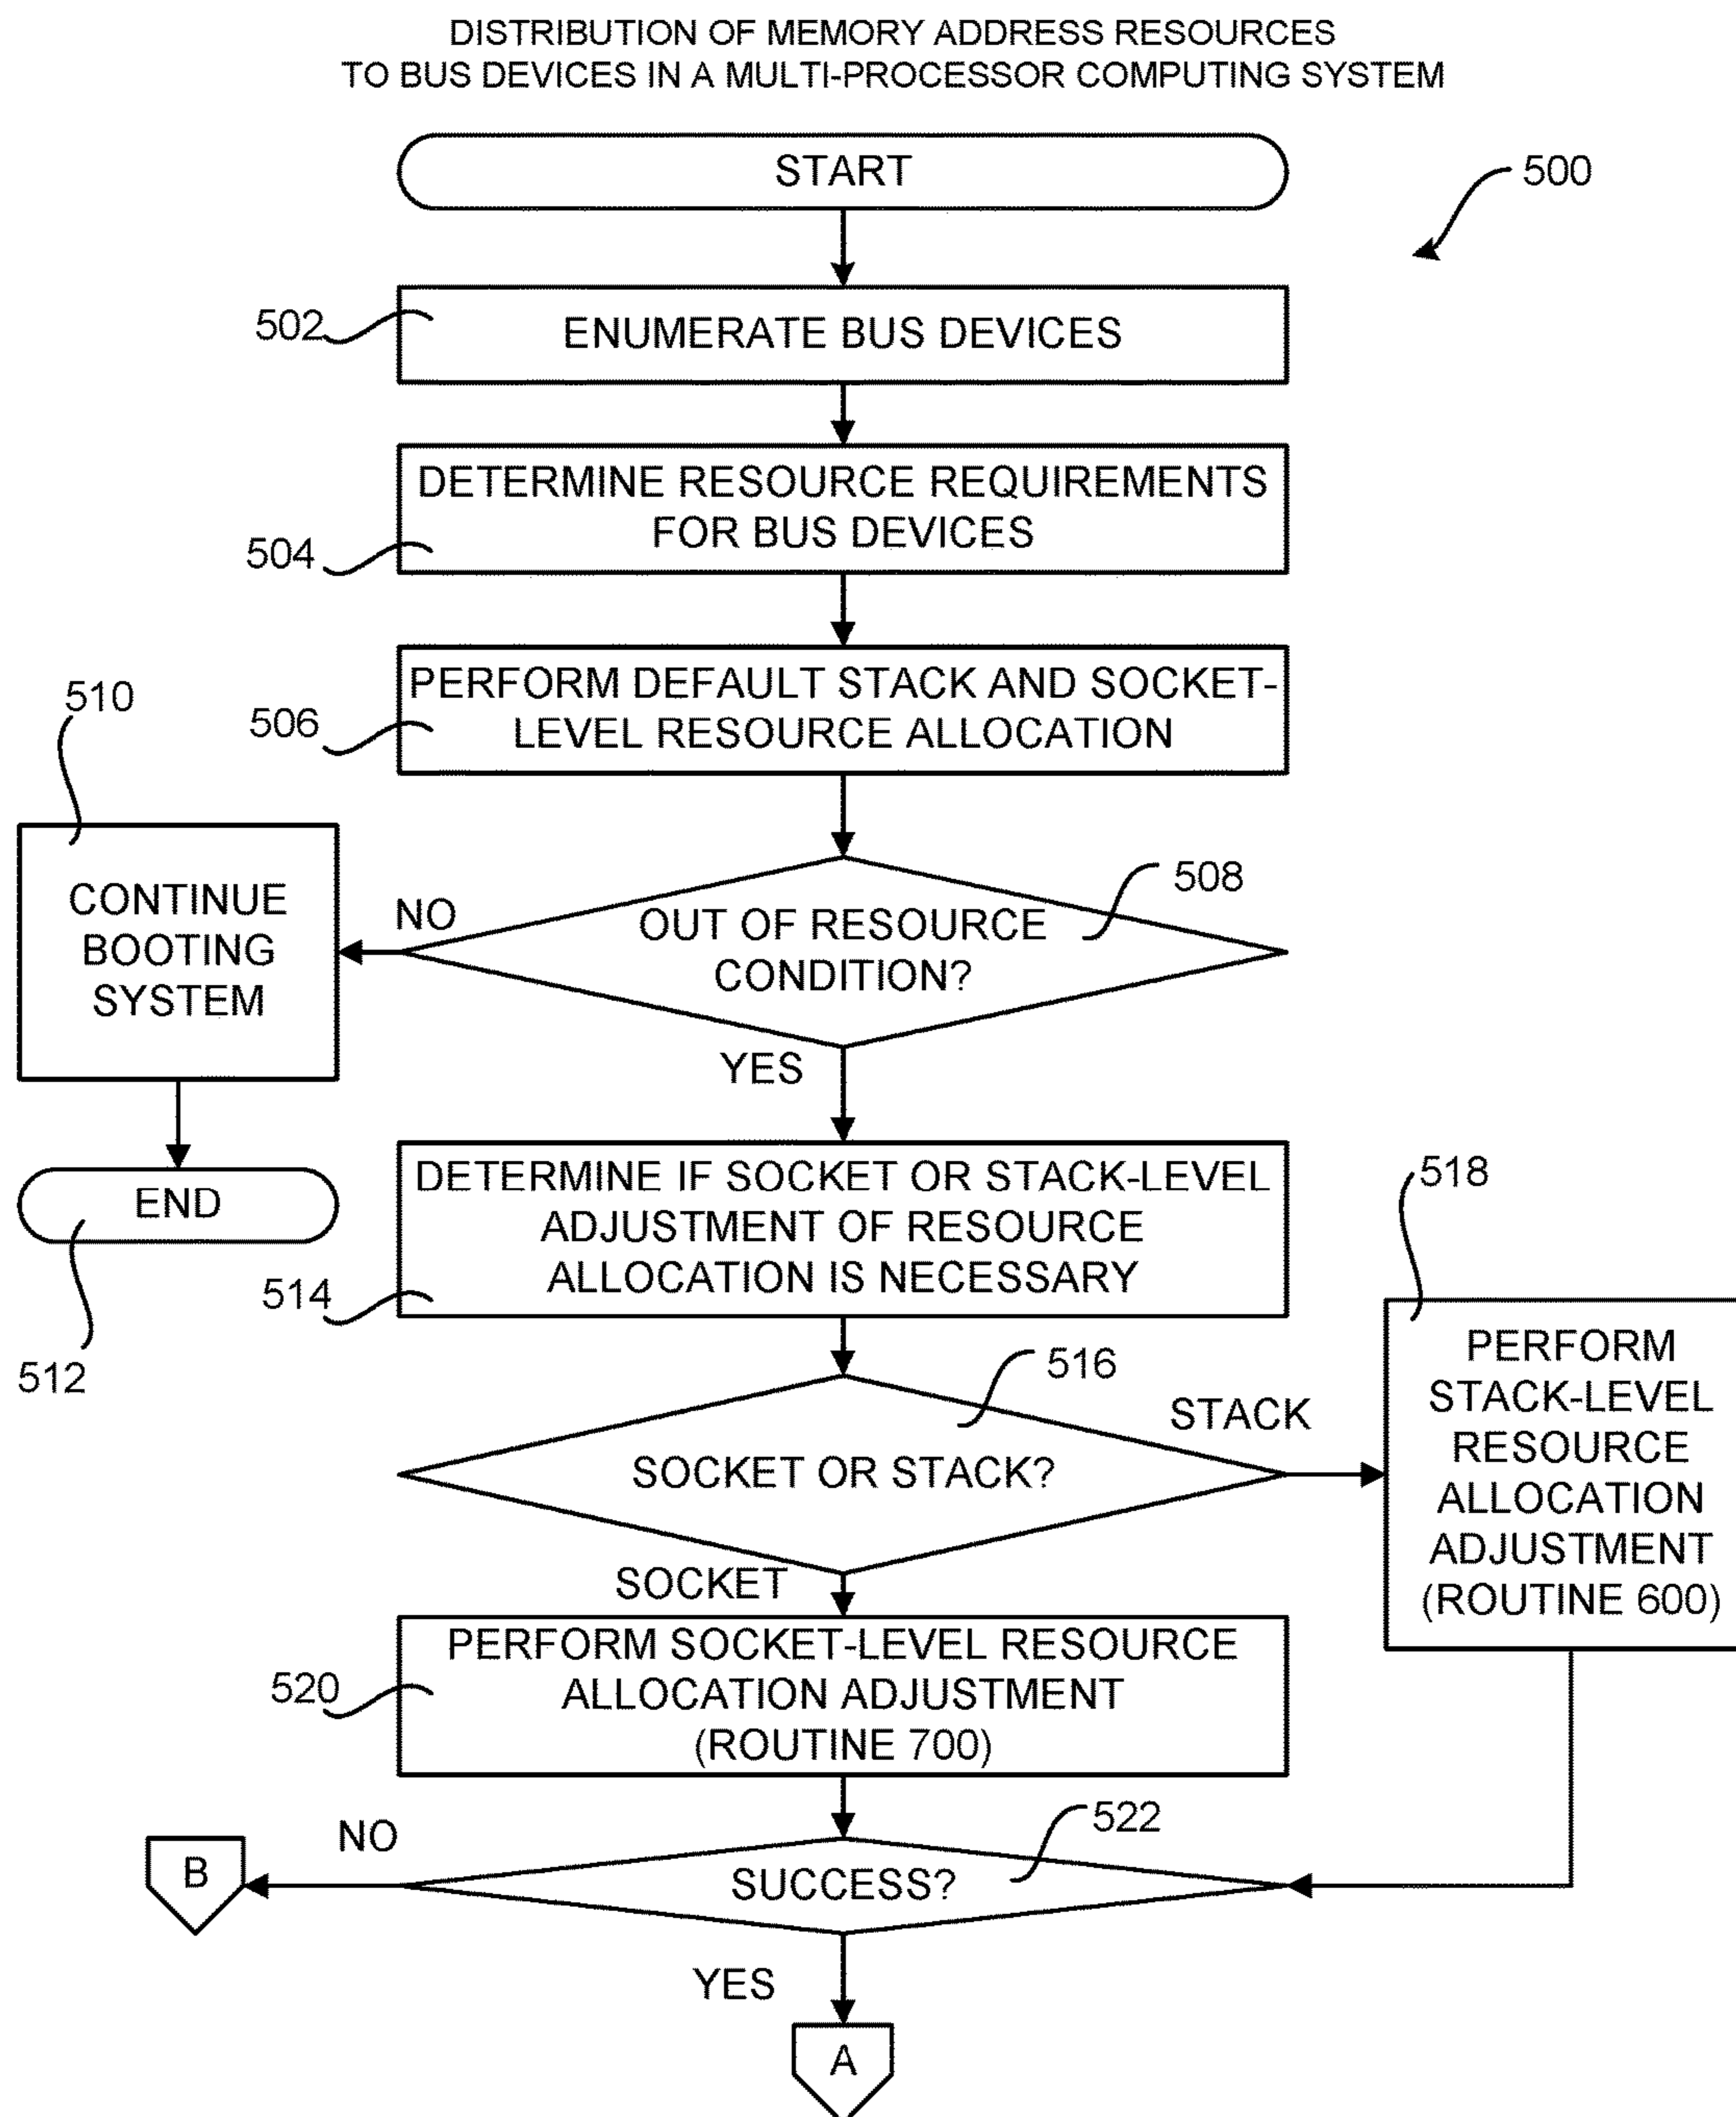 DISTRIBUTION OF MEMORY ADDRESS RESOURCES
TO BUS DEVICES IN A MULTI-PROCESSOR COMPUTING SYSTEM
START
500
502
ENUMERATE BUS DEVICES
DETERMINE RESOURCE REQUIREMENTS
FOR BUS DEVICES
504
PERFORM DEFAULT STACK AND SOCKET-
LEVEL RESOURCE ALLOCATION
506
510
CONTINUE
BOOTING
SYSTEM
NO
OUT OF RESOURCE
CONDITION?
508
YES
END
512
DETERMINE IF SOCKET OR STACK-LEVEL
ADJUSTMENT OF RESOURCE
ALLOCATION IS NECESSARY
514
516
SOCKET OR STACK?
STACK
518
PERFORM
STACK-LEVEL
RESOURCE
ALLOCATION
ADJUSTMENT
(ROUTINE 600)
SOCKET
PERFORM SOCKET-LEVEL RESOURCE
ALLOCATION ADJUSTMENT
(ROUTINE 700)
520
522
SUCCESS?
NO
B
YES
A